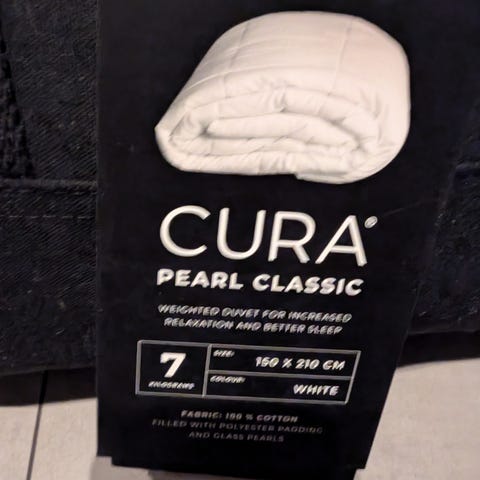 CURA®
PEARL CLASSIC
WEIGHTED DUVET FOR INCREASED
RELAXATION AND BETTER SLEEP
7
KILOGRAMS
SIZE:
150 X 210 CM
COLOUR:
WHITE
FABRIC: 100 % COTTON
FILLED WITH POLYESTER PADDING
AND GLASS PEARLS